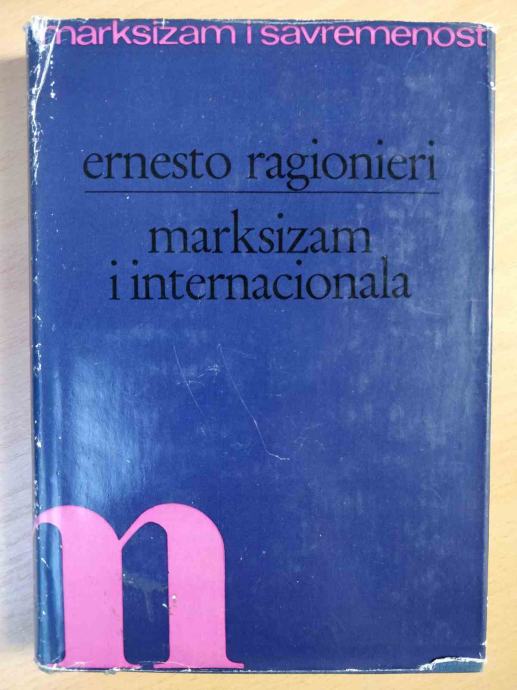 marksizam i savremenost
ernesto ragionieri
marksizam
i internacionala
m